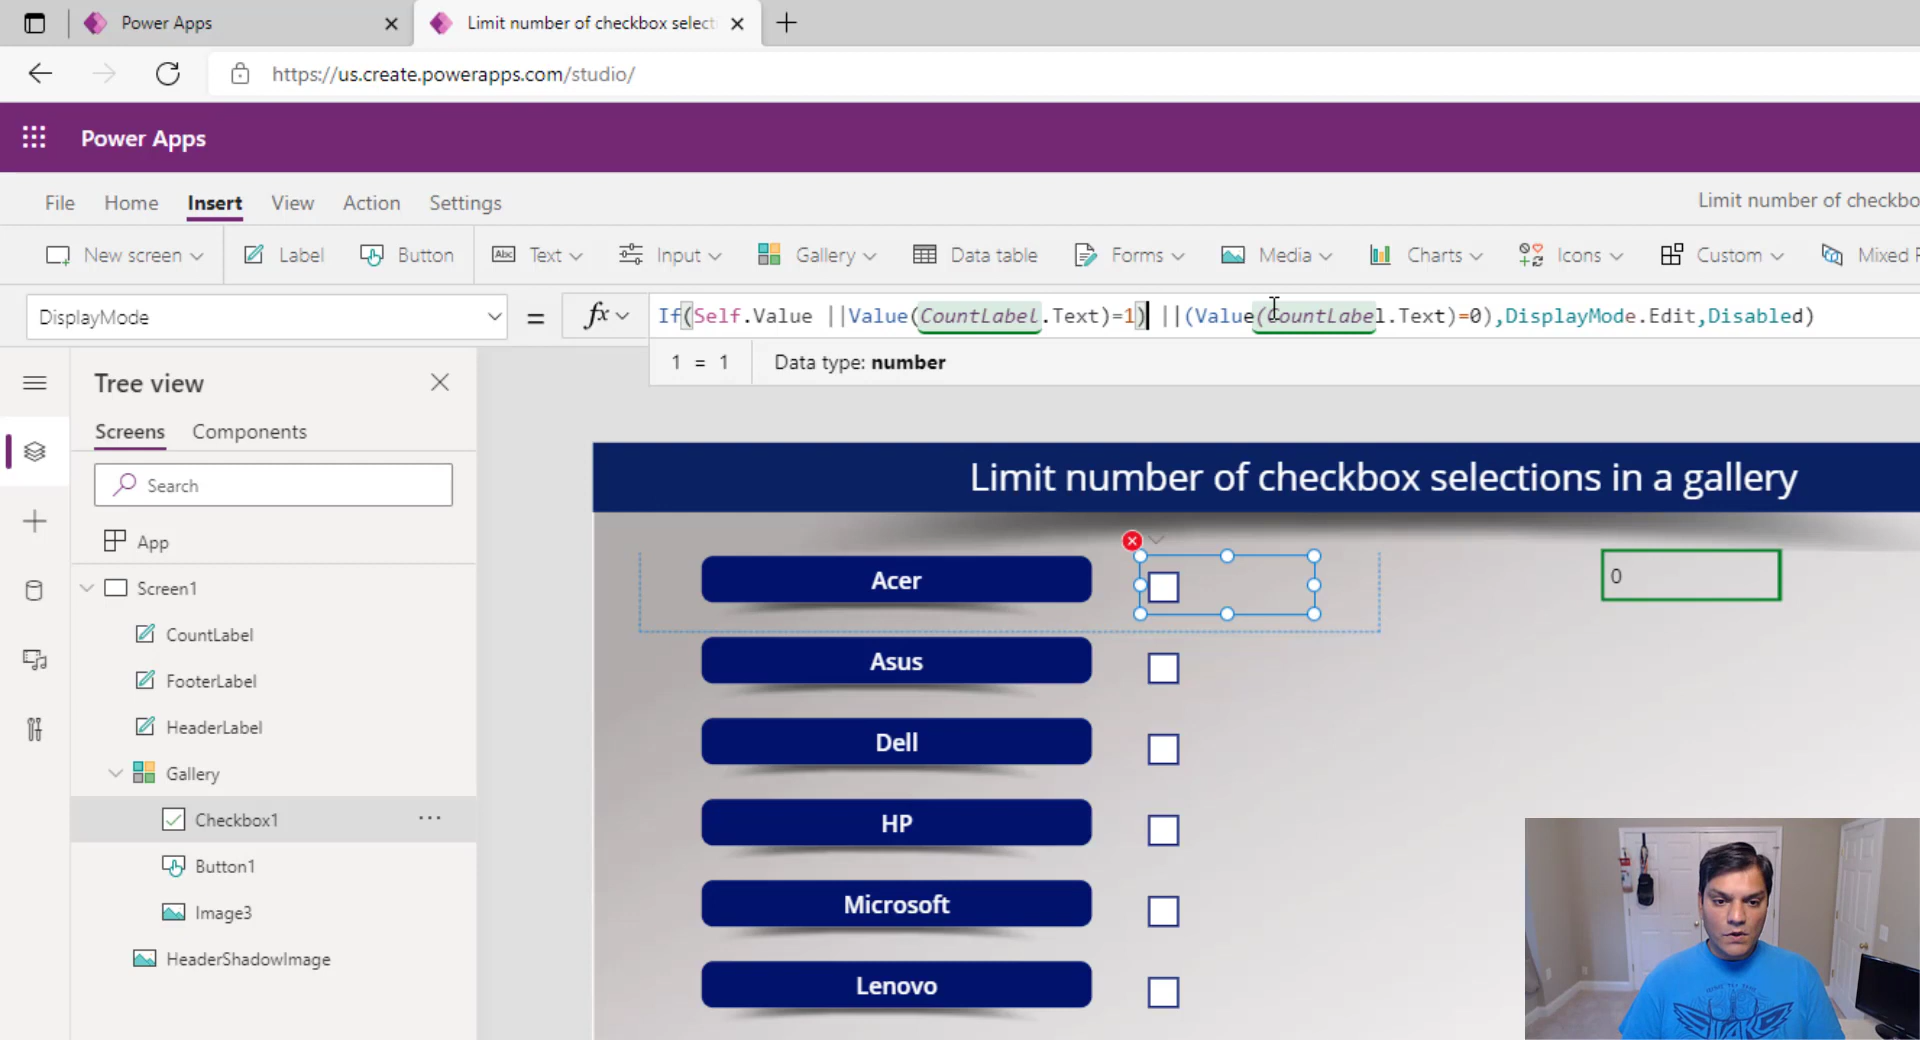 Power Apps
Limit number of checkbox select
https://us.create.powerapps.com/studio/
Power Apps
File Home Insert View Action Settings
Limit number of checkbo
New screen Label Button Abc Text Input Gallery Data table Forms Media Charts Icons Custom Mixed R
DisplayMode = fx If(Self.Value ||Value(CountLabel.Text)=1) ||(Value(CountLabel.Text)=0),DisplayMode.Edit,Disabled)
1 = 1 Data type: number
Tree view
Screens Components
Search
App
Screen1
CountLabel
FooterLabel
HeaderLabel
Gallery
Checkbox1 ...
Button1
Image3
HeaderShadowImage
Limit number of checkbox selections in a gallery
Acer
0
Asus
Dell
HP
Microsoft
Lenovo